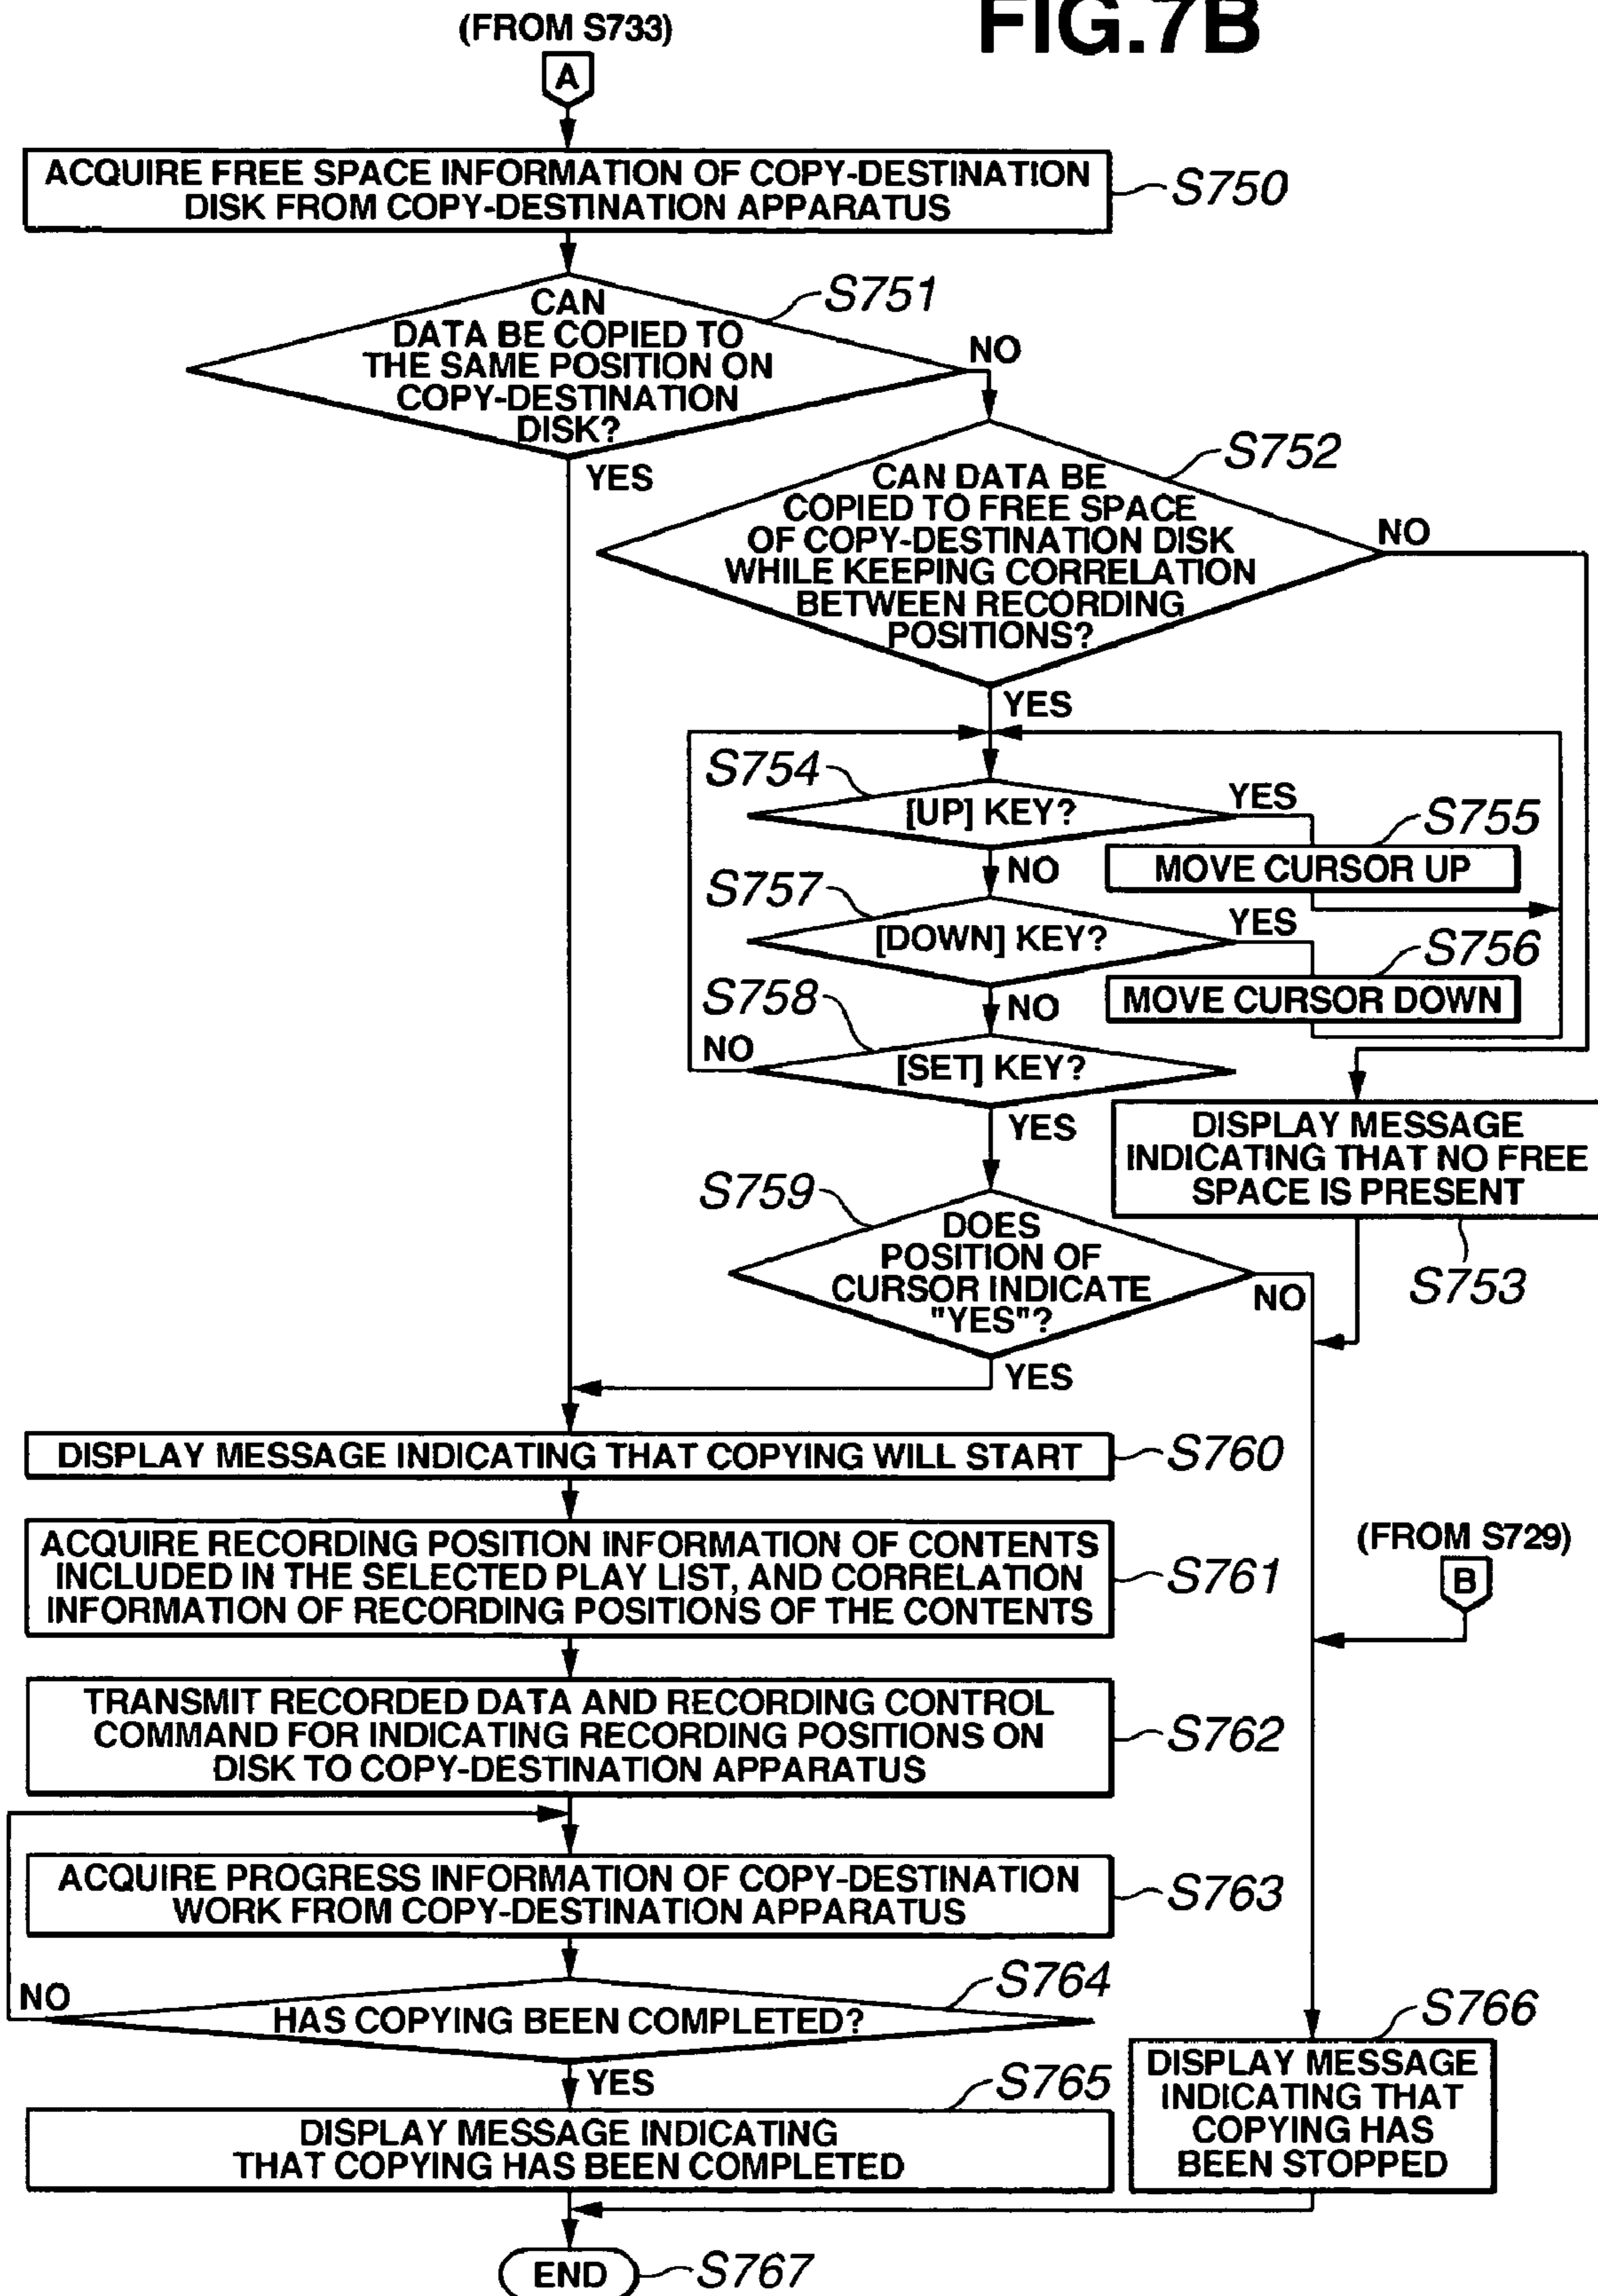 FIG.7B
(FROM S733)
A
ACQUIRE FREE SPACE INFORMATION OF COPY-DESTINATION
DISK FROM COPY-DESTINATION APPARATUS
S750
S751
CAN
DATA BE COPIED TO
THE SAME POSITION ON
COPY-DESTINATION
DISK?
NO
YES
S752
CAN DATA BE
COPIED TO FREE SPACE
OF COPY-DESTINATION DISK
WHILE KEEPING CORRELATION
BETWEEN RECORDING
POSITIONS?
NO
YES
S754
[UP] KEY?
YES
S755
MOVE CURSOR UP
NO
S757
[DOWN] KEY?
YES
S756
MOVE CURSOR DOWN
NO
S758
NO
[SET] KEY?
YES
DISPLAY MESSAGE
INDICATING THAT NO FREE
SPACE IS PRESENT
S753
S759
DOES
POSITION OF
CURSOR INDICATE
"YES"?
NO
YES
DISPLAY MESSAGE INDICATING THAT COPYING WILL START
S760
ACQUIRE RECORDING POSITION INFORMATION OF CONTENTS
INCLUDED IN THE SELECTED PLAY LIST, AND CORRELATION
INFORMATION OF RECORDING POSITIONS OF THE CONTENTS
S761
(FROM S729)
B
TRANSMIT RECORDED DATA AND RECORDING CONTROL
COMMAND FOR INDICATING RECORDING POSITIONS ON
DISK TO COPY-DESTINATION APPARATUS
S762
ACQUIRE PROGRESS INFORMATION OF COPY-DESTINATION
WORK FROM COPY-DESTINATION APPARATUS
S763
S764
NO
HAS COPYING BEEN COMPLETED?
YES
S765
DISPLAY MESSAGE INDICATING
THAT COPYING HAS BEEN COMPLETED
S766
DISPLAY MESSAGE
INDICATING THAT
COPYING HAS
BEEN STOPPED
END
S767